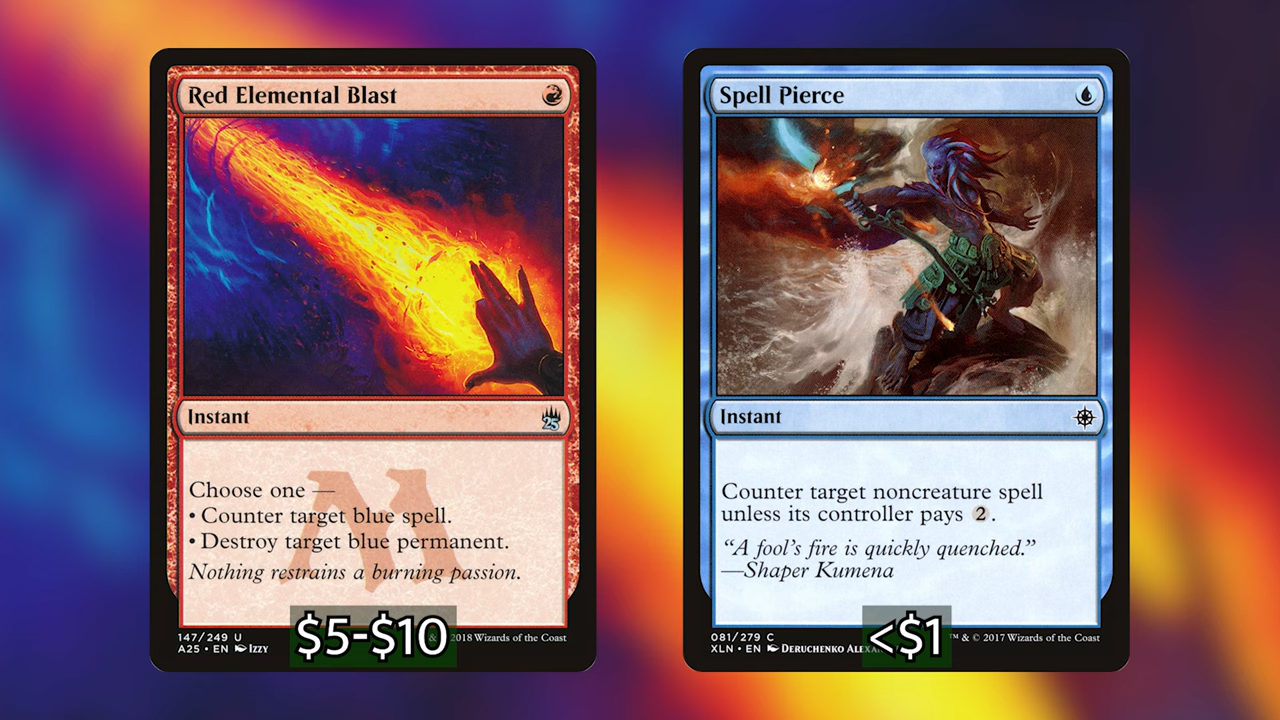 Red Elemental Blast
Instant
25
Choose one —
• Counter target blue spell.
• Destroy target blue permanent.
Nothing restrains a burning passion.
147/249 U
A25 • EN Izzy
& 2018 Wizards of the Coast
$5-$10
Spell Pierce
Instant
Counter target noncreature spell
unless its controller pays 2.
“A fool’s fire is quickly quenched.”
—Shaper Kumena
081/279 C
XLN • EN Deruchenko
™ & © 2017 Wizards of the Coast
<$1